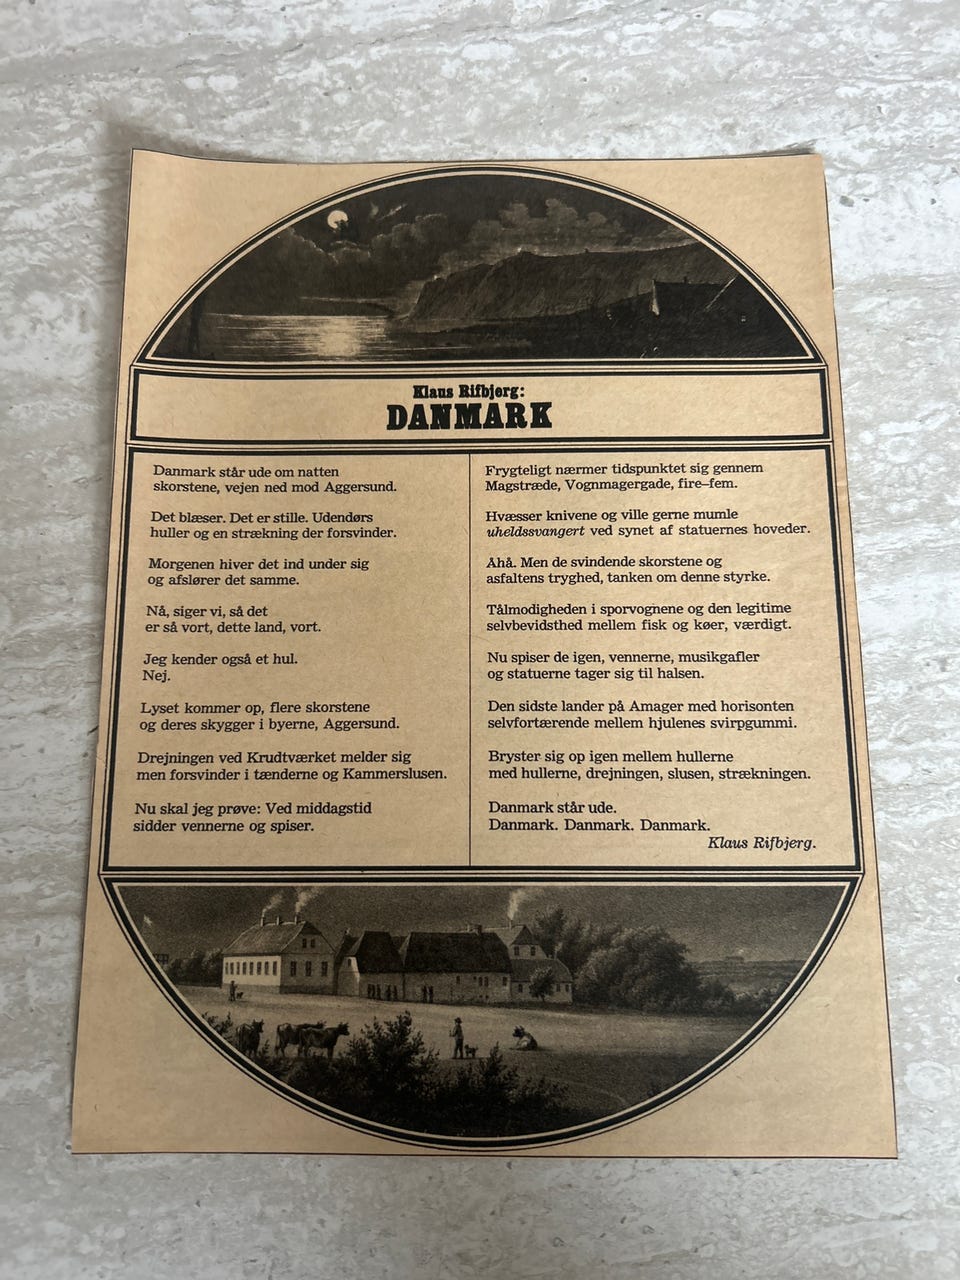 Klaus Rifbjerg:
DANMARK
Danmark står ude om natten
skorstene, vejen ned mod Aggersund.
Det blæser. Det er stille. Udendørs
huller og en strækning der forsvinder.
Morgenen hiver det ind under sig
og afslører det samme.
Nå, siger vi, så det
er så vort, dette land, vort.
Jeg kender også et hul.
Nej.
Lyset kommer op, flere skorstene
og deres skygger i byerne, Aggersund.
Drejningen ved Krudtværket melder sig
men forsvinder i tænderne og Kammerslusen.
Nu skal jeg prøve: Ved middagstid
sidder vennerne og spiser.
Frygteligt nærmer tidspunktet sig gennem
Magstræde, Vognmagergade, fire–fem.
Hvæsser knivene og ville gerne mumle
uheldssvangert ved synet af statuernes hoveder.
Ahå. Men de svindende skorstene og
asfaltens tryghed, tanken om denne styrke.
Tålmodigheden i sporvognene og den legitime
selvbevidsthed mellem fisk og køer, værdigt.
Nu spiser de igen, vennerne, musikgafler
og statuerne tager sig til halsen.
Den sidste lander på Amager med horisonten
selvfortærende mellem hjulenes svirpgummi.
Bryster sig op igen mellem hullerne
med hullerne, drejningen, slusen, strækningen.
Danmark står ude.
Danmark. Danmark. Danmark.
Klaus Rifbjerg.